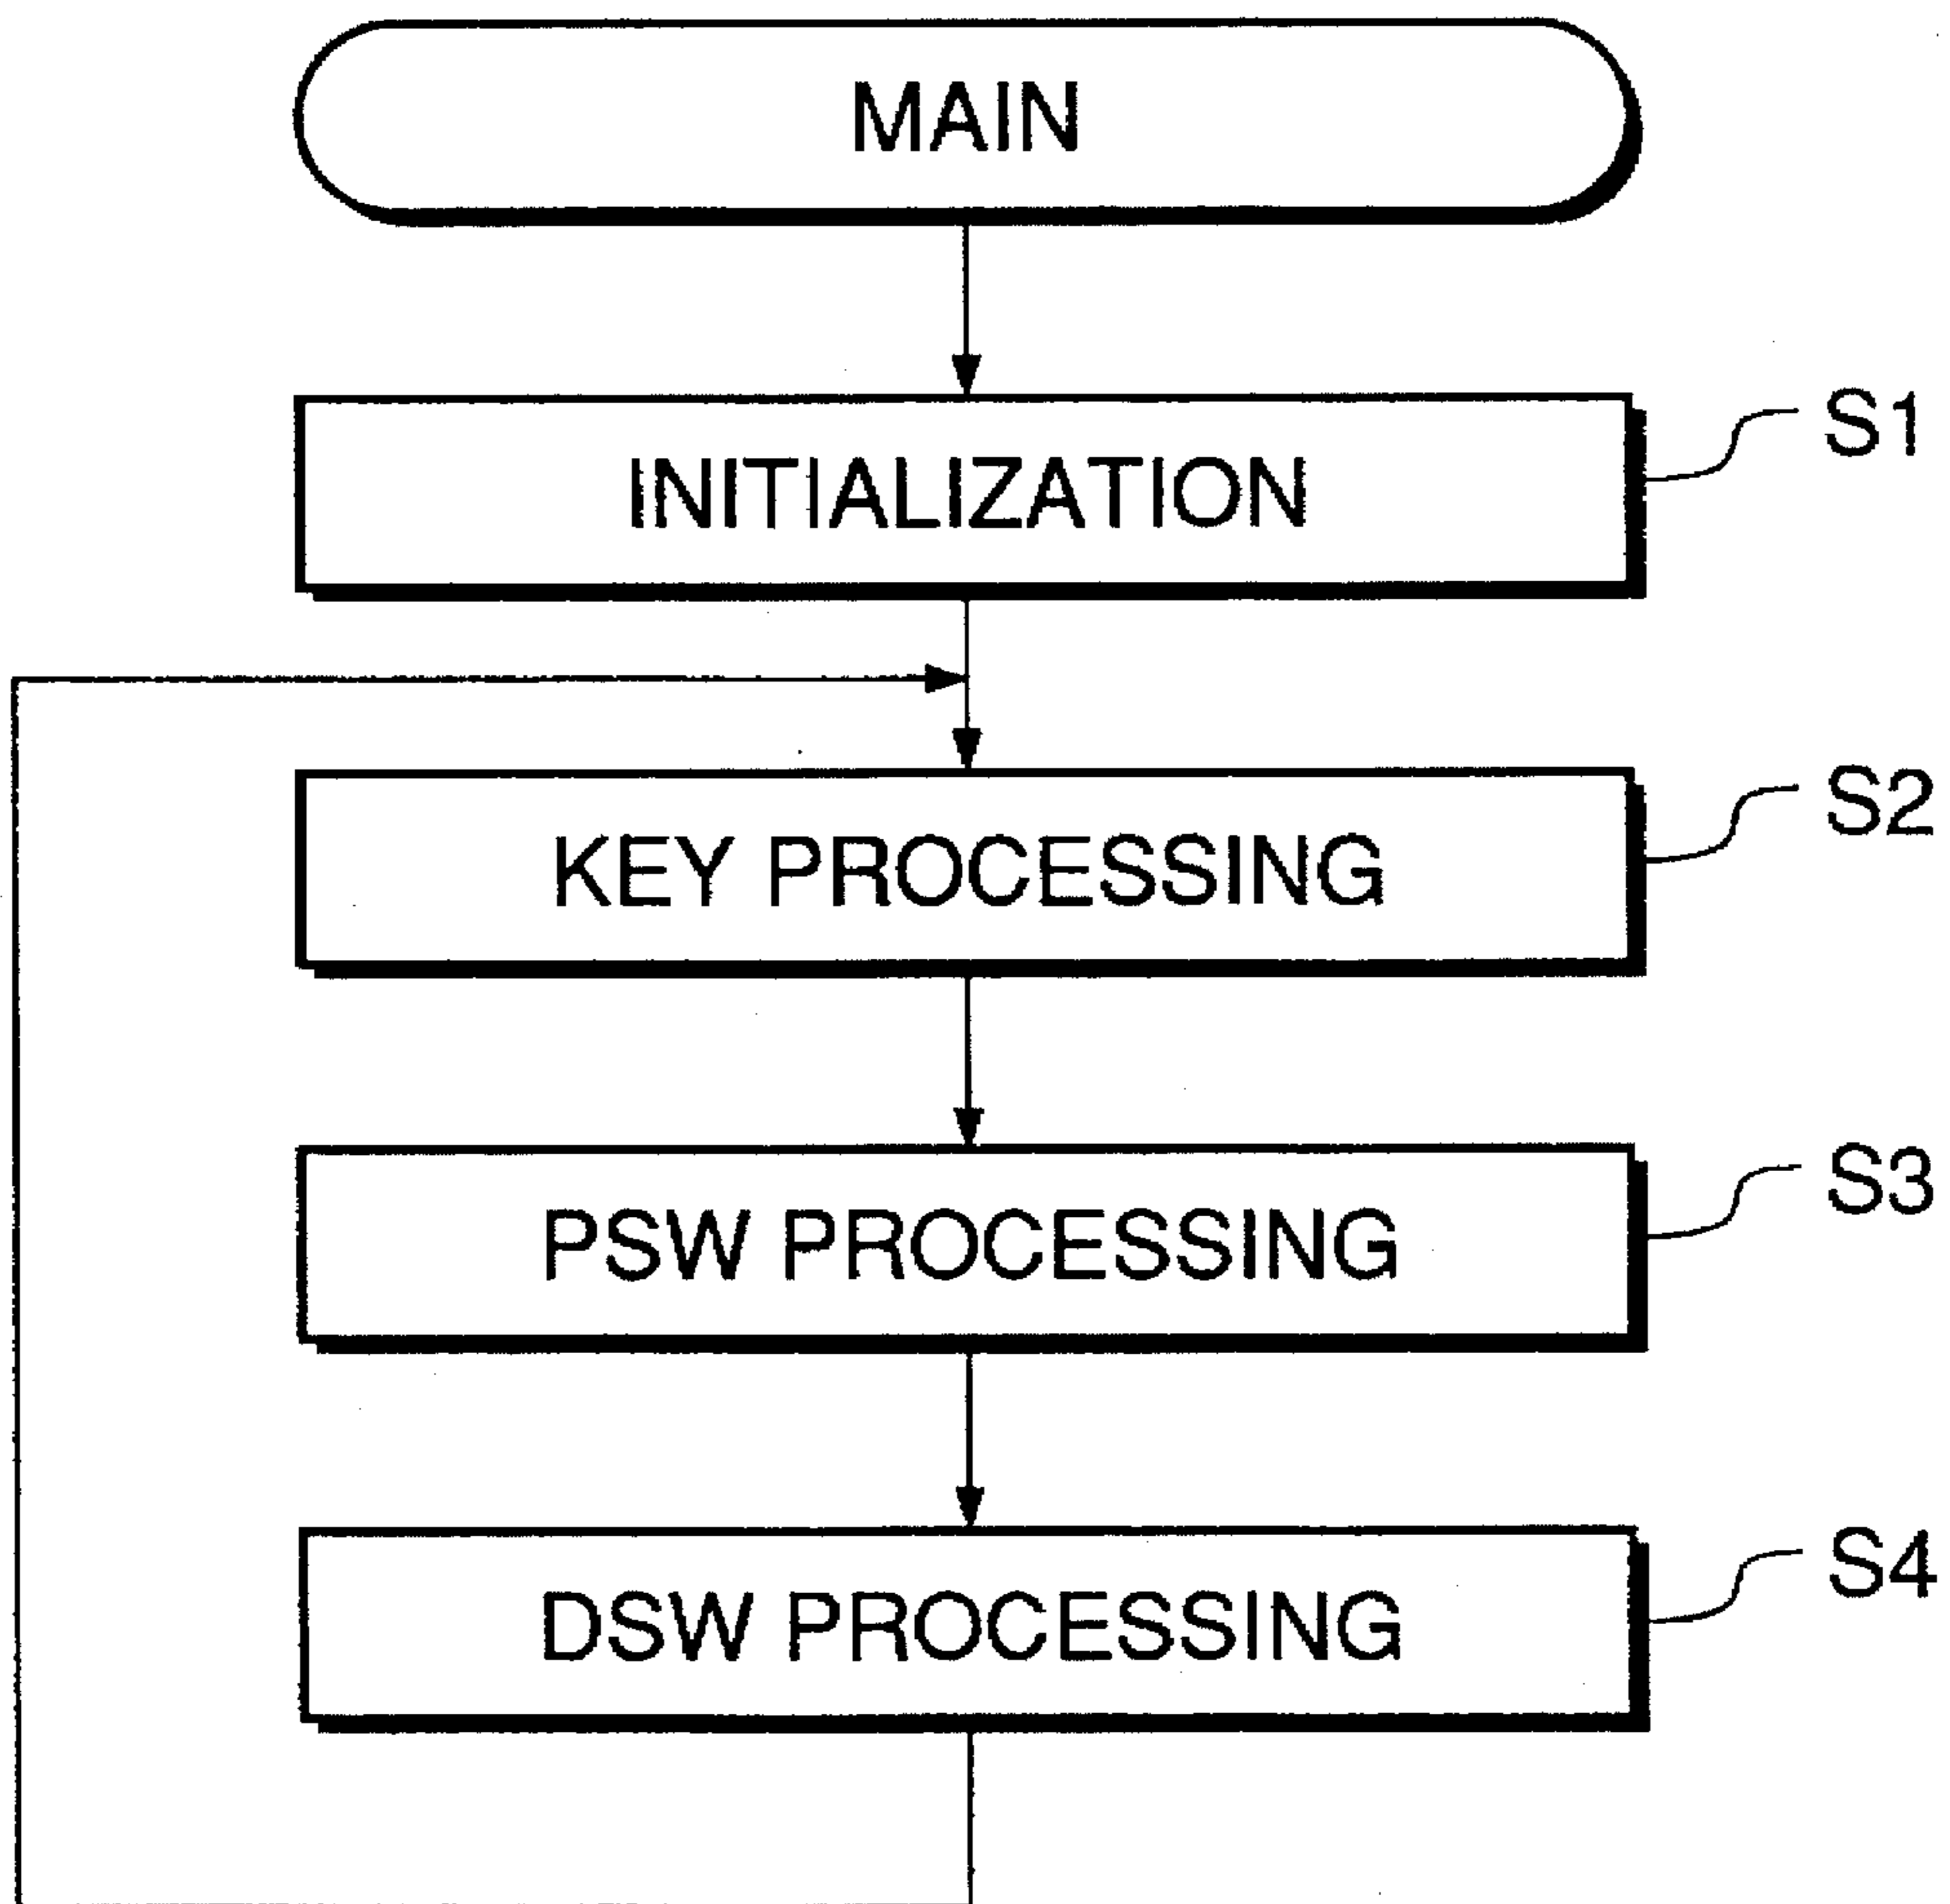 MAIN
INITIALIZATION
S1
KEY PROCESSING
S2
PSW PROCESSING
S3
DSW PROCESSING
S4